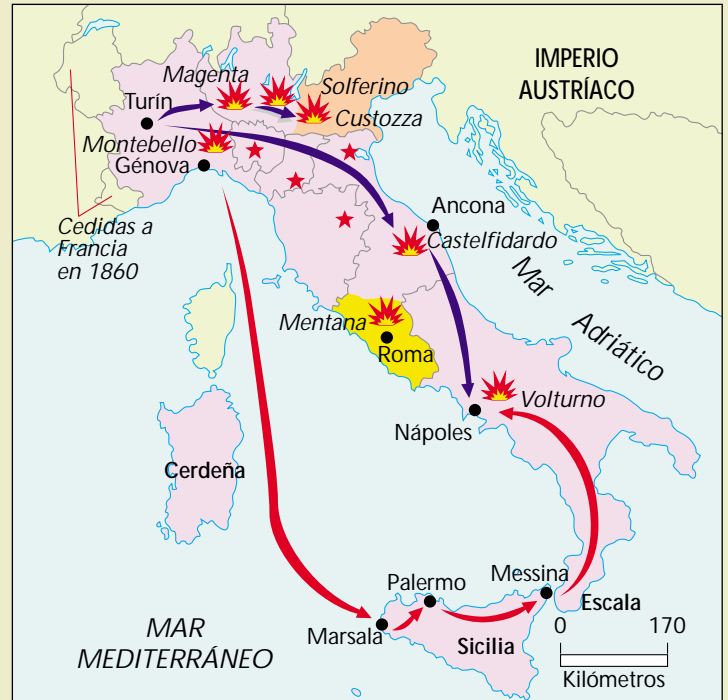 IMPERIO
AUSTRÍACO
Magenta
Solferino
Custozza
Turín
Montebello
Génova
Cedidas a
Francia
en 1860
Ancona
Castelfidardo
Mar
Adriático
Mentana
Roma
Volturno
Nápoles
Cerdeña
Palermo
Messina
Marsala
Sicilia
MAR
MEDITERRÁNEO
Escala
0 170
Kilómetros